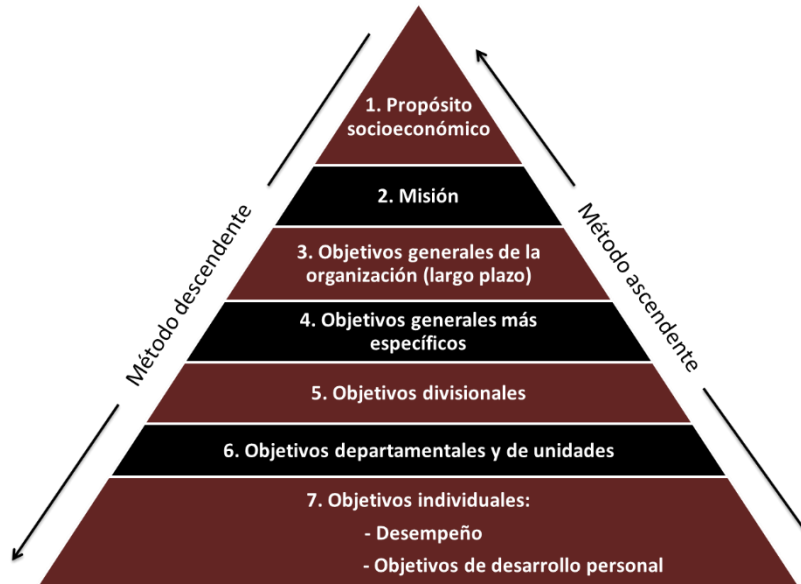 1. Propósito
socioeconómico
2. Misión
3. Objetivos generales de la
organización (largo plazo)
4. Objetivos generales más
específicos
5. Objetivos divisionales
6. Objetivos departamentales y de unidades
7. Objetivos individuales:
- Desempeño
- Objetivos de desarrollo personal
Método descendente
Método ascendente